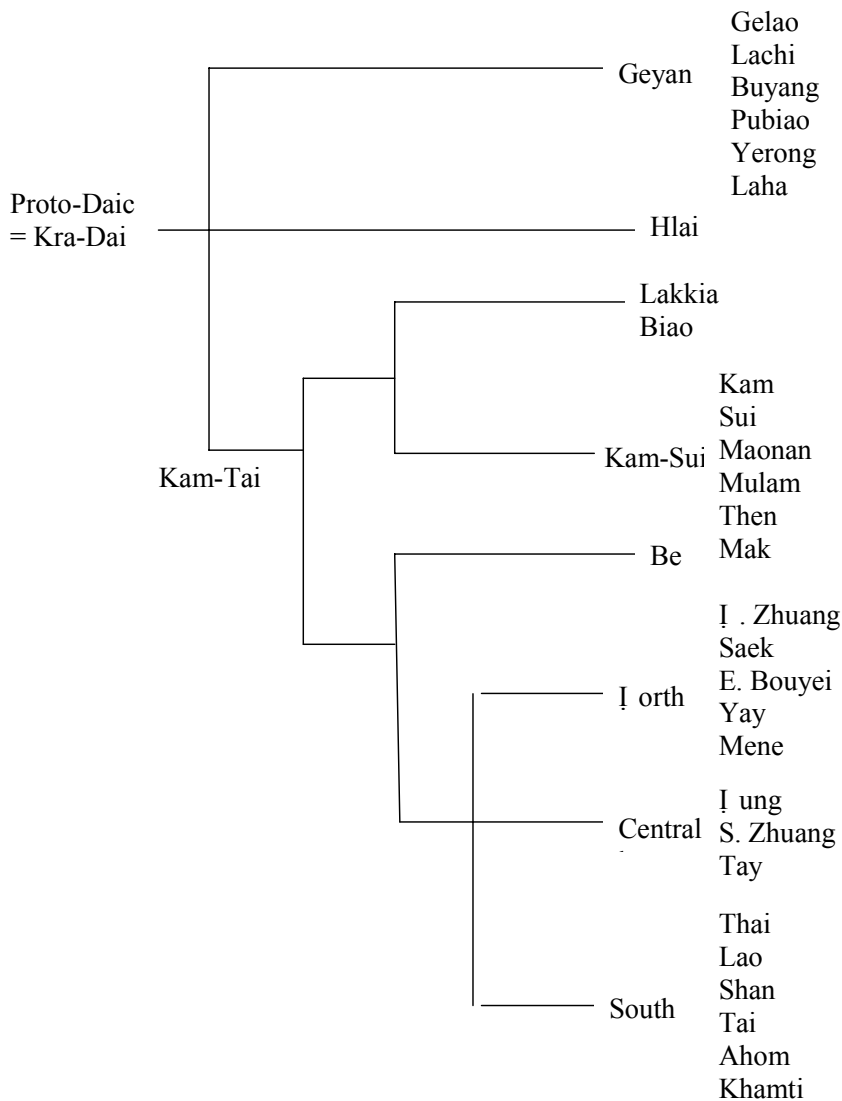 Proto-Daic
= Kra-Dai
Geyan
Gelao
Lachi
Buyang
Pubiao
Yerong
Laha
Hlai
Kam-Tai
Lakkia
Biao
Kam-Sui
Kam
Sui
Maonan
Mulam
Then
Mak
Be
Ị orth
Ị . Zhuang
Saek
E. Bouyei
Yay
Mene
Central
Ị ung
S. Zhuang
Tay
South
Thai
Lao
Shan
Tai
Ahom
Khamti